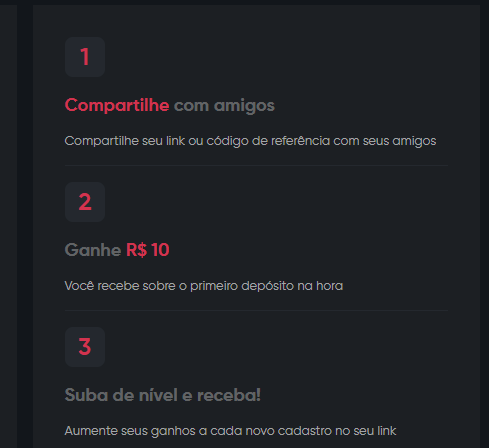 1
Compartilhe com amigos
Compartilhe seu link ou código de referência com seus amigos
2
Ganhe R$ 10
Você recebe sobre o primeiro depósito na hora
3
Suba de nível e receba!
Aumente seus ganhos a cada novo cadastro no seu link